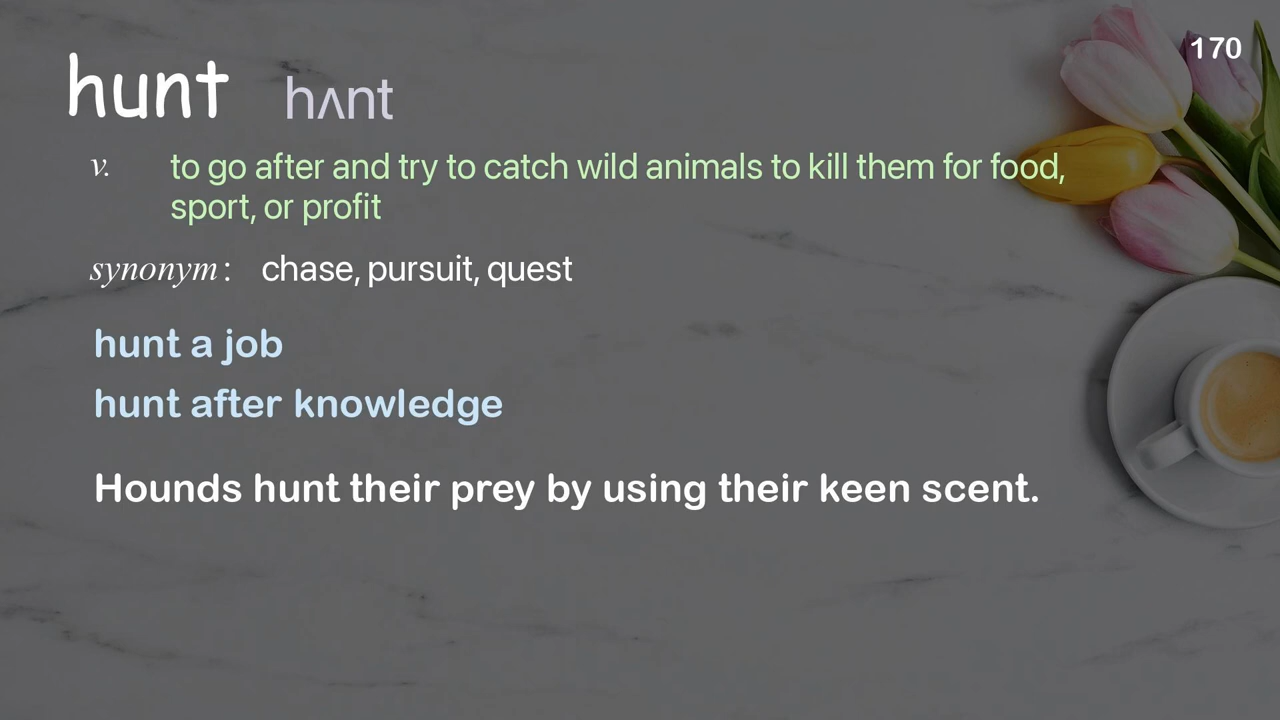 170
hunt hʌnt
v. to go after and try to catch wild animals to kill them for food,
sport, or profit
synonym: chase, pursuit, quest
hunt a job
hunt after knowledge
Hounds hunt their prey by using their keen scent.